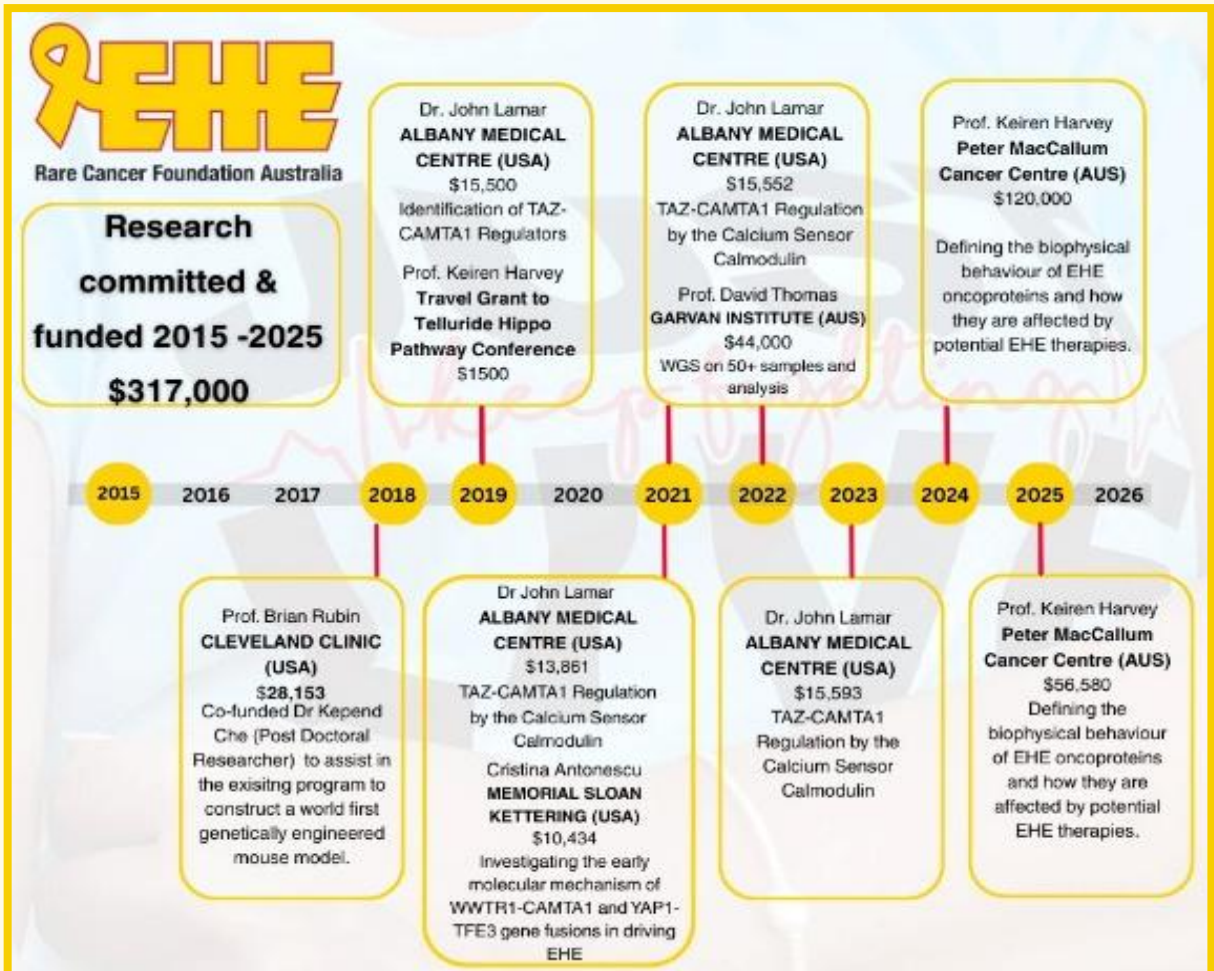 EHE
Rare Cancer Foundation Australia
Research
committed &
funded 2015 -2025
$317,000
Dr. John Lamar
ALBANY MEDICAL
CENTRE (USA)
$15,500
Identification of TAZ-
CAMTA1 Regulators
Prof. Keiren Harvey
Travel Grant to
Telluride Hippo
Pathway Conference
$1500
Dr. John Lamar
ALBANY MEDICAL
CENTRE (USA)
$15,552
TAZ-CAMTA1 Regulation
by the Calcium Sensor
Calmodulin
Prof. David Thomas
GARVAN INSTITUTE (AUS)
$44,000
WGS on 50+ samples and
analysis
Prof. Keiren Harvey
Peter MacCallum
Cancer Centre (AUS)
$120,000
Defining the biophysical
behaviour of EHE
oncoproteins and how
they are affected by
potential EHE therapies.
keep fighting
2015 2016 2017 2018 2019 2020 2021 2022 2023 2024 2025 2026
Prof. Brian Rubin
CLEVELAND CLINIC
(USA)
$28,153
Co-funded Dr Kepend
Che (Post Doctoral
Researcher) to assist in
the exisitng program to
construct a world first
genetically engineered
mouse model.
Dr John Lamar
ALBANY MEDICAL
CENTRE (USA)
$13,861
TAZ-CAMTA1 Regulation
by the Calcium Sensor
Calmodulin
Cristina Antonescu
MEMORIAL SLOAN
KETTERING (USA)
$10,434
Investigating the early
molecular mechanism of
WWTR1-CAMTA1 and YAP1-
TFE3 gene fusions in driving
EHE
Dr. John Lamar
ALBANY MEDICAL
CENTRE (USA)
$15,593
TAZ-CAMTA1
Regulation by the
Calcium Sensor
Calmodulin
Prof. Keiren Harvey
Peter MacCallum
Cancer Centre (AUS)
$56,580
Defining the
biophysical behaviour
of EHE oncoproteins
and how they are
affected by potential
EHE therapies.